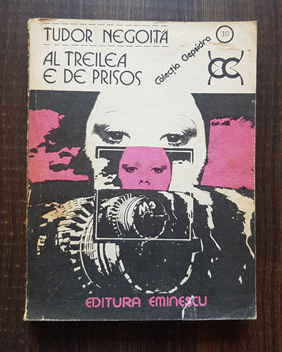 TUDOR NEGOIȚĂ
AL TREILEA
E DE PRISOS
Colecția Clepsidra
30
EDITURA EMINESCU